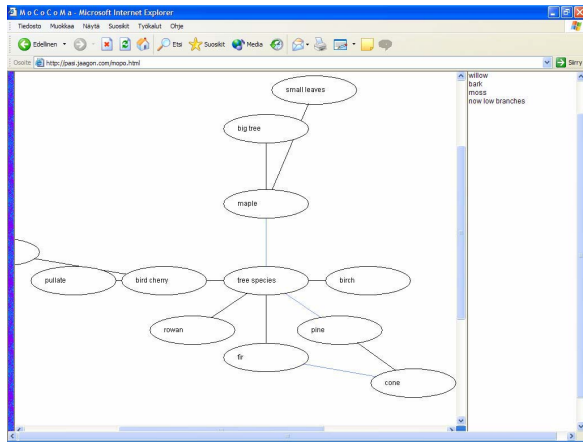 M o C o C o M a - Microsoft Internet Explorer
Tiedosto Muokkaa Näytä Suosikit Työkalut Ohje
Edellinen Etsi Suosikit Media
Osoite http://pasi.jaagon.com/mopo.html Siirry
small leaves
big tree
maple
pullate bird cherry tree species birch
rowan pine
fir
cone
willow
bark
moss
now low branches